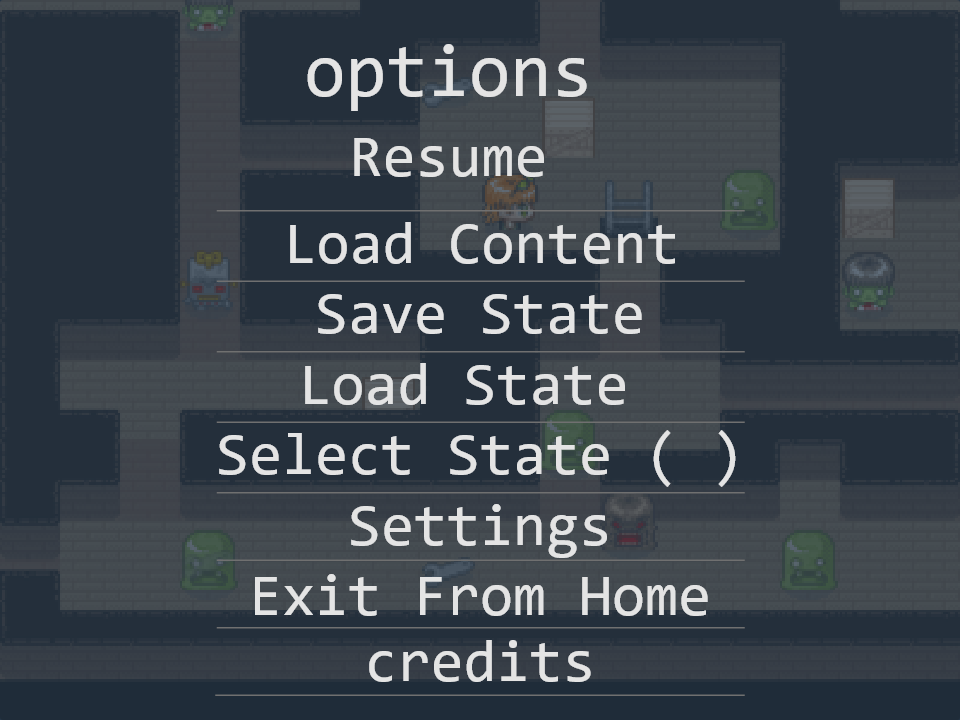 options
Resume
Load Content
Save State
Load State
Select State ( )
Settings
Exit From Home
credits